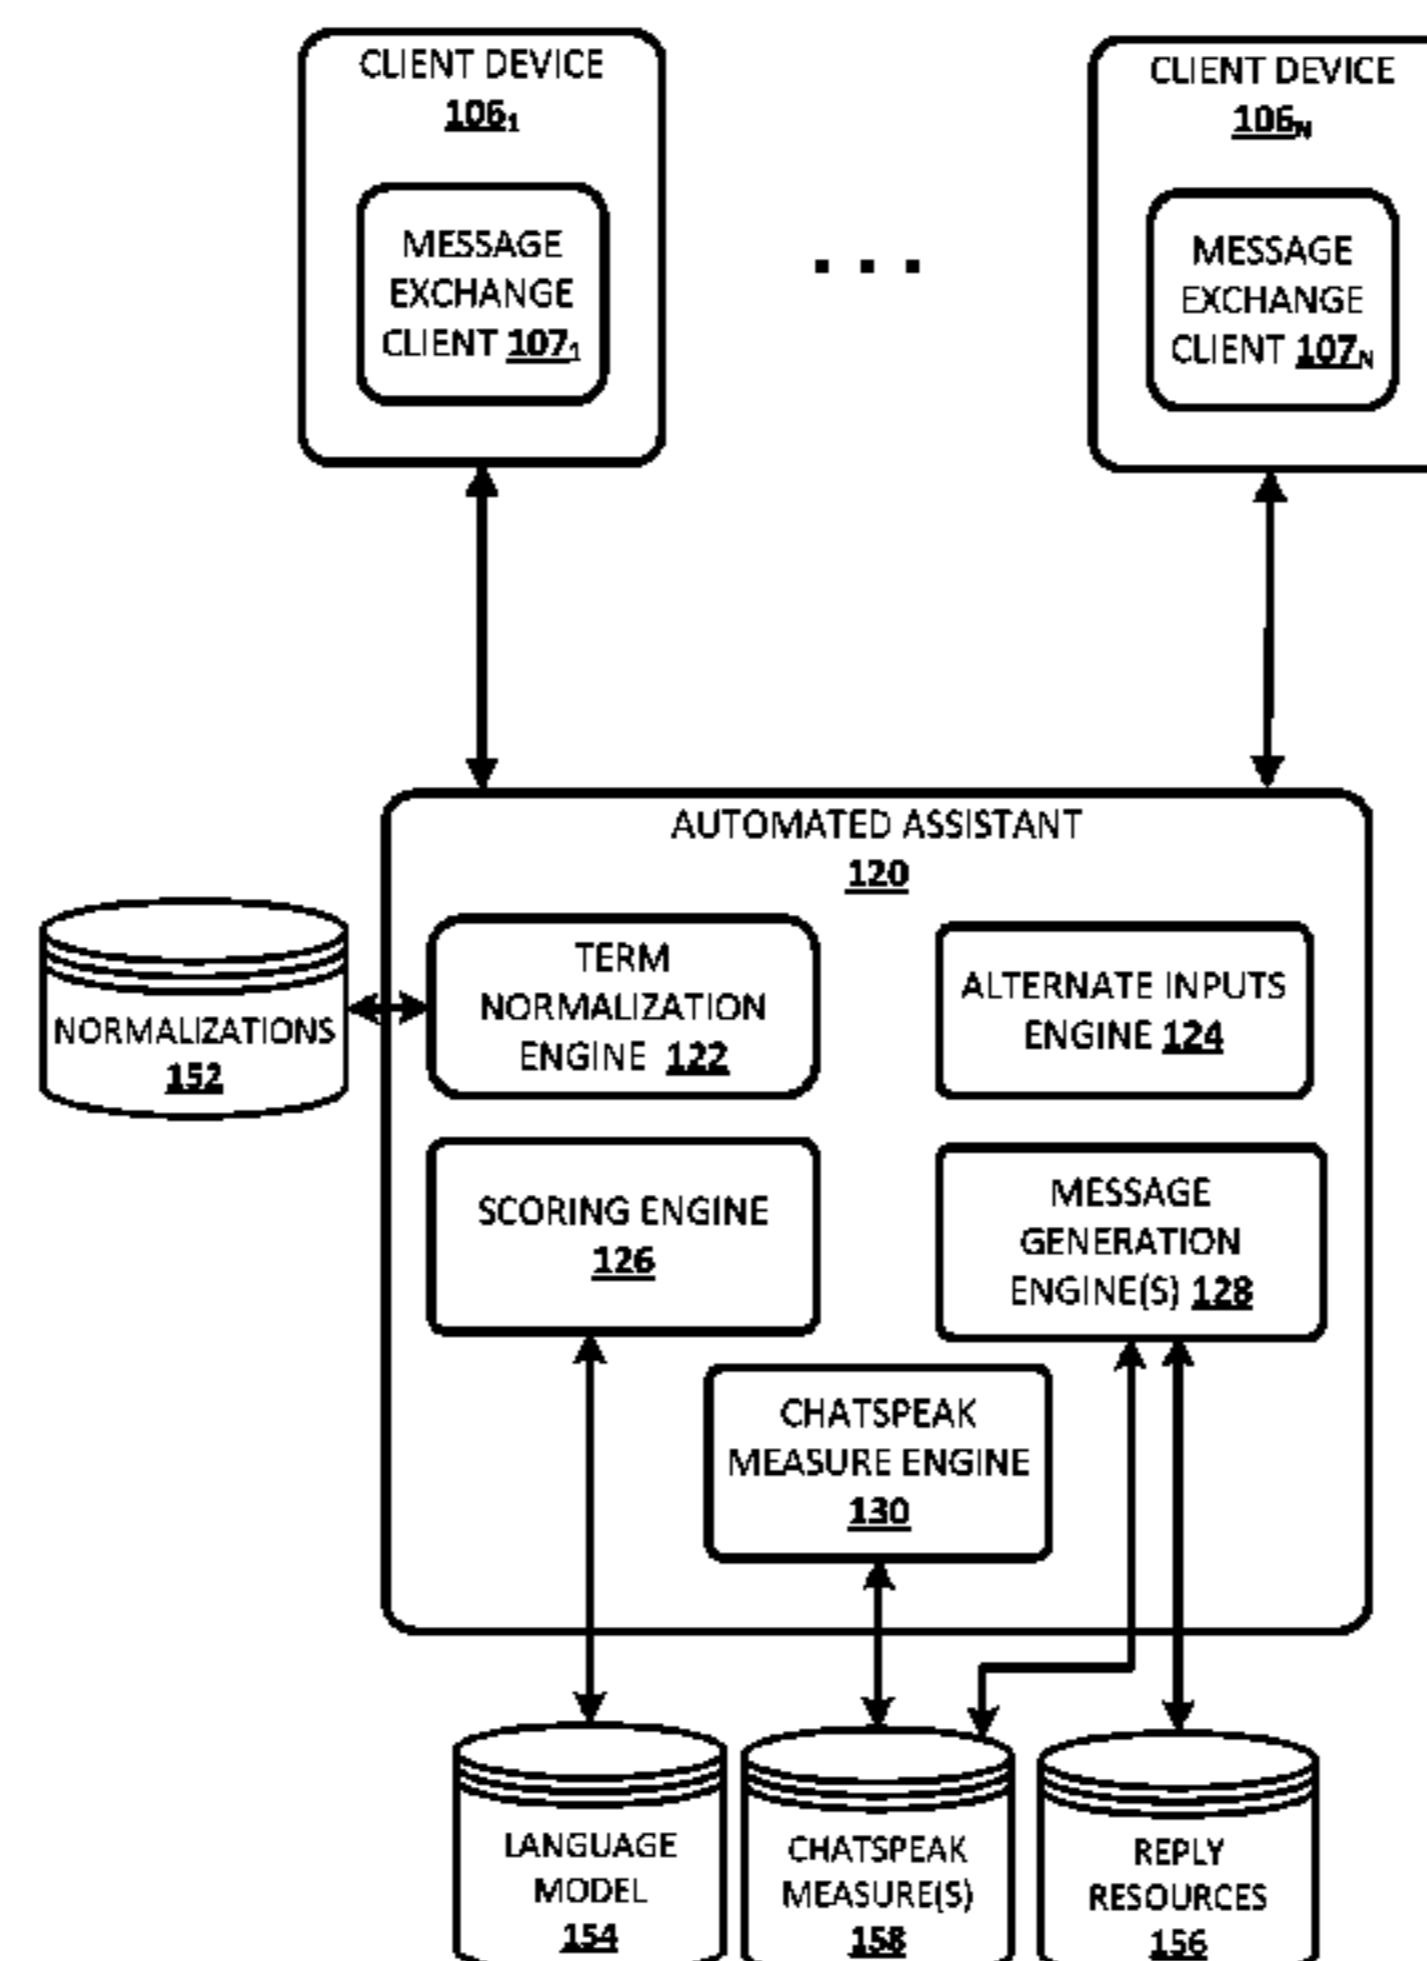 CLIENT DEVICE
106₁
MESSAGE
EXCHANGE
CLIENT 107₁
. . .
CLIENT DEVICE
106N
MESSAGE
EXCHANGE
CLIENT 107N
AUTOMATED ASSISTANT
120
NORMALIZATIONS
152
TERM
NORMALIZATION
ENGINE 122
ALTERNATE INPUTS
ENGINE 124
SCORING ENGINE
126
MESSAGE
GENERATION
ENGINE(S) 128
CHATSPEAK
MEASURE ENGINE
130
LANGUAGE
MODEL
154
CHATSPEAK
MEASURE(S)
158
REPLY
RESOURCES
156